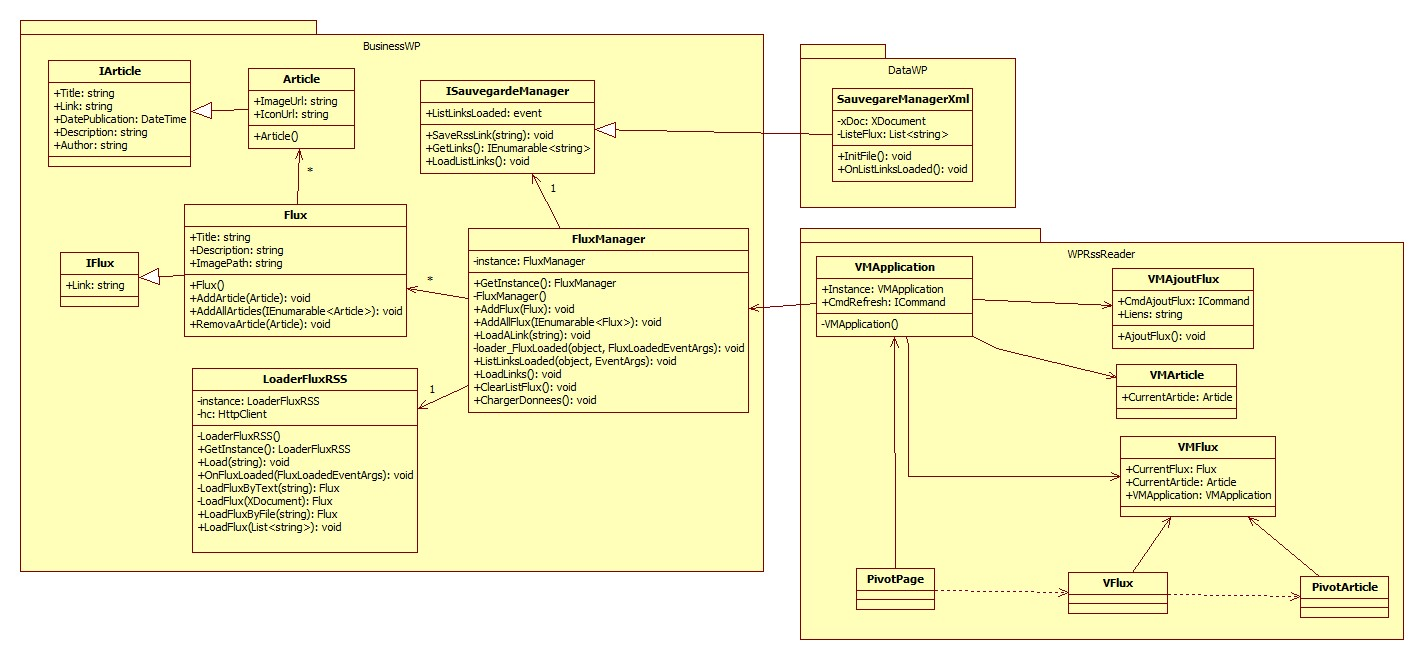 BusinessWP
IArticle
+Title: string
+Link: string
+DatePublication: DateTime
+Description: string
+Author: string
Article
+ImageUrl: string
+IconUrl: string
+Article()
*
ISauvegardeManager
+ListLinksLoaded: event
+SaveRssLink(string): void
+GetLinks(): IEnumarable<string>
+LoadListLinks(): void
1
Flux
+Title: string
+Description: string
+ImagePath: string
+Flux()
+AddArticle(Article): void
+AddAllArticles(IEnumarable<Article>): void
+RemovaArticle(Article): void
IFlux
+Link: string
*
FluxManager
-instance: FluxManager
+GetInstance(): FluxManager
-FluxManager()
+AddFlux(Flux): void
+AddAllFlux(IEnumarable<Flux>): void
+LoadALink(string): void
-loader_FluxLoaded(object, FluxLoadedEventArgs): void
+ListLinksLoaded(object, EventArgs): void
+LoadLinks(): void
+ClearListFlux(): void
+ChargerDonnees(): void
1
LoaderFluxRSS
-instance: LoaderFluxRSS
-hc: HttpClient
-LoaderFluxRSS()
+GetInstance(): LoaderFluxRSS
+Load(string): void
+OnFluxLoaded(FluxLoadedEventArgs): void
-LoadFluxByText(string): Flux
-LoadFlux(XDocument): Flux
+LoadFluxByFile(string): Flux
+LoadFlux(List<string>): void
DataWP
SauvegareManagerXml
-xDoc: XDocument
-ListeFlux: List<string>
+InitFile(): void
+OnListLinksLoaded(): void
WPRssReader
VMApplication
+Instance: VMApplication
+CmdRefresh: ICommand
-VMApplication()
VMAjoutFlux
+CmdAjoutFlux: ICommand
+Liens: string
+AjoutFlux(): void
VMArticle
+CurrentArticle: Article
VMFlux
+CurrentFlux: Flux
+CurrentArticle: Article
+VMApplication: VMApplication
PivotPage
VFlux
PivotArticle